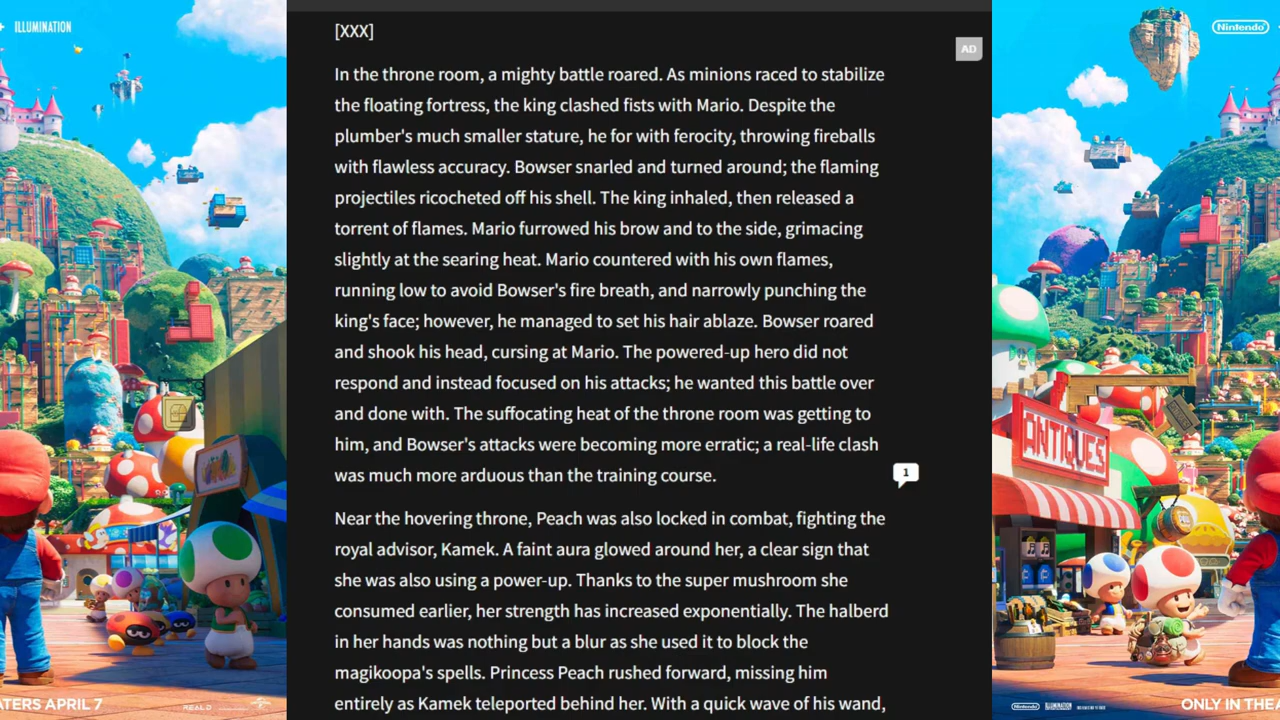 ILLUMINATION
[XXX]
Nintendo
AD
In the throne room, a mighty battle roared. As minions raced to stabilize
the floating fortress, the king clashed fists with Mario. Despite the
plumber's much smaller stature, he for with ferocity, throwing fireballs
with flawless accuracy. Bowser snarled and turned around; the flaming
projectiles ricocheted off his shell. The king inhaled, then released a
torrent of flames. Mario furrowed his brow and to the side, grimacing
slightly at the searing heat. Mario countered with his own flames,
running low to avoid Bowser's fire breath, and narrowly punching the
king's face; however, he managed to set his hair ablaze. Bowser roared
and shook his head, cursing at Mario. The powered-up hero did not
respond and instead focused on his attacks; he wanted this battle over
and done with. The suffocating heat of the throne room was getting to
him, and Bowser's attacks were becoming more erratic; a real-life clash
was much more arduous than the training course.
1
ANTIQUES
Near the hovering throne, Peach was also locked in combat, fighting the
royal advisor, Kamek. A faint aura glowed around her, a clear sign that
she was also using a power-up. Thanks to the super mushroom she
consumed earlier, her strength has increased exponentially. The halberd
in her hands was nothing but a blur as she used it to block the
magikoopa's spells. Princess Peach rushed forward, missing him
entirely as Kamek teleported behind her. With a quick wave of his wand,
ATERS APRIL 7
REALD
Nintendo
ILLUMINATION
ONLY IN THEA